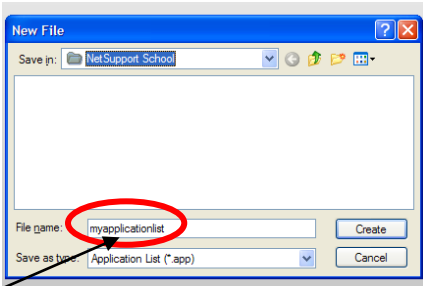 New File
Save in: NetSupport School
File name: myapplicationlist Create
Save as type: Application List (*.app) Cancel